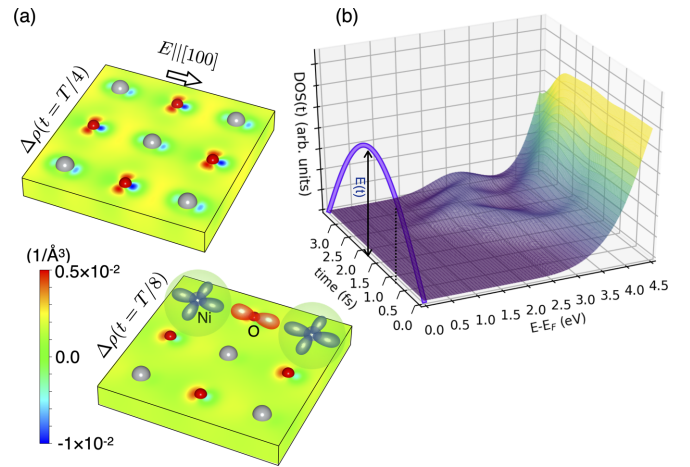 (a)
E||[100]
Δρ(t = T/4)
(1/Å³)
0.5×10⁻²
0.0
-1×10⁻²
Δρ(t = T/8)
Ni
O
(b)
DOS(t) (arb. units)
E(t)
3.0
2.5
2.0
1.5
1.0
0.5
0.0
time (fs)
0.0 0.5 1.0 1.5 2.0 2.5 3.0 3.5 4.0 4.5
E-E_F (eV)